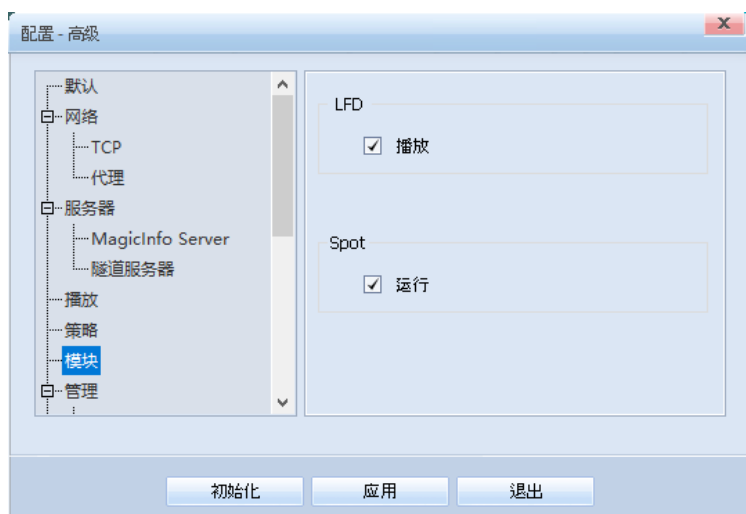 配置 - 高级
默认
网络
TCP
代理
服务器
MagicInfo Server
隧道服务器
播放
策略
模块
管理
LFD
播放
Spot
运行
初始化
应用
退出